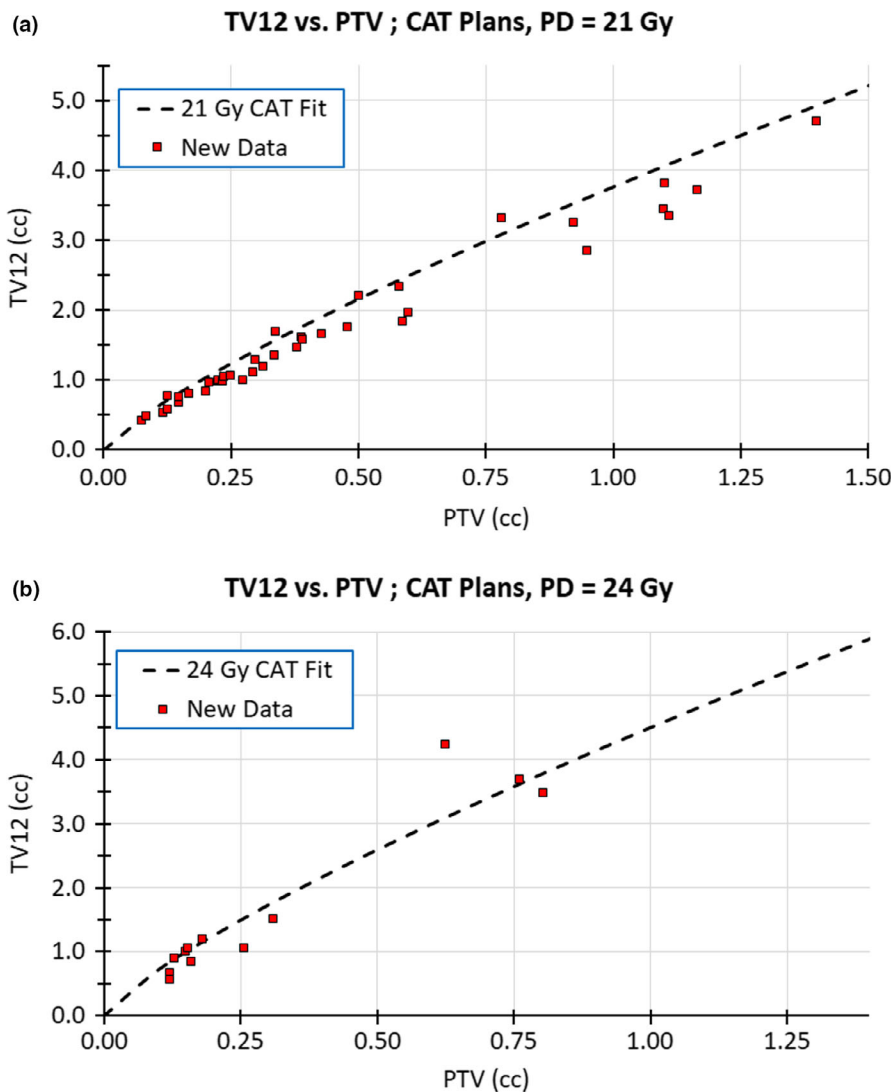 (a)
TV12 vs. PTV ; CAT Plans, PD = 21 Gy
TV12 (cc)
5.0
4.0
3.0
2.0
1.0
0.0
21 Gy CAT Fit
New Data
0.00 0.25 0.50 0.75 1.00 1.25 1.50
PTV (cc)
(b)
TV12 vs. PTV ; CAT Plans, PD = 24 Gy
TV12 (cc)
6.0
5.0
4.0
3.0
2.0
1.0
0.0
24 Gy CAT Fit
New Data
0.00 0.25 0.50 0.75 1.00 1.25
PTV (cc)